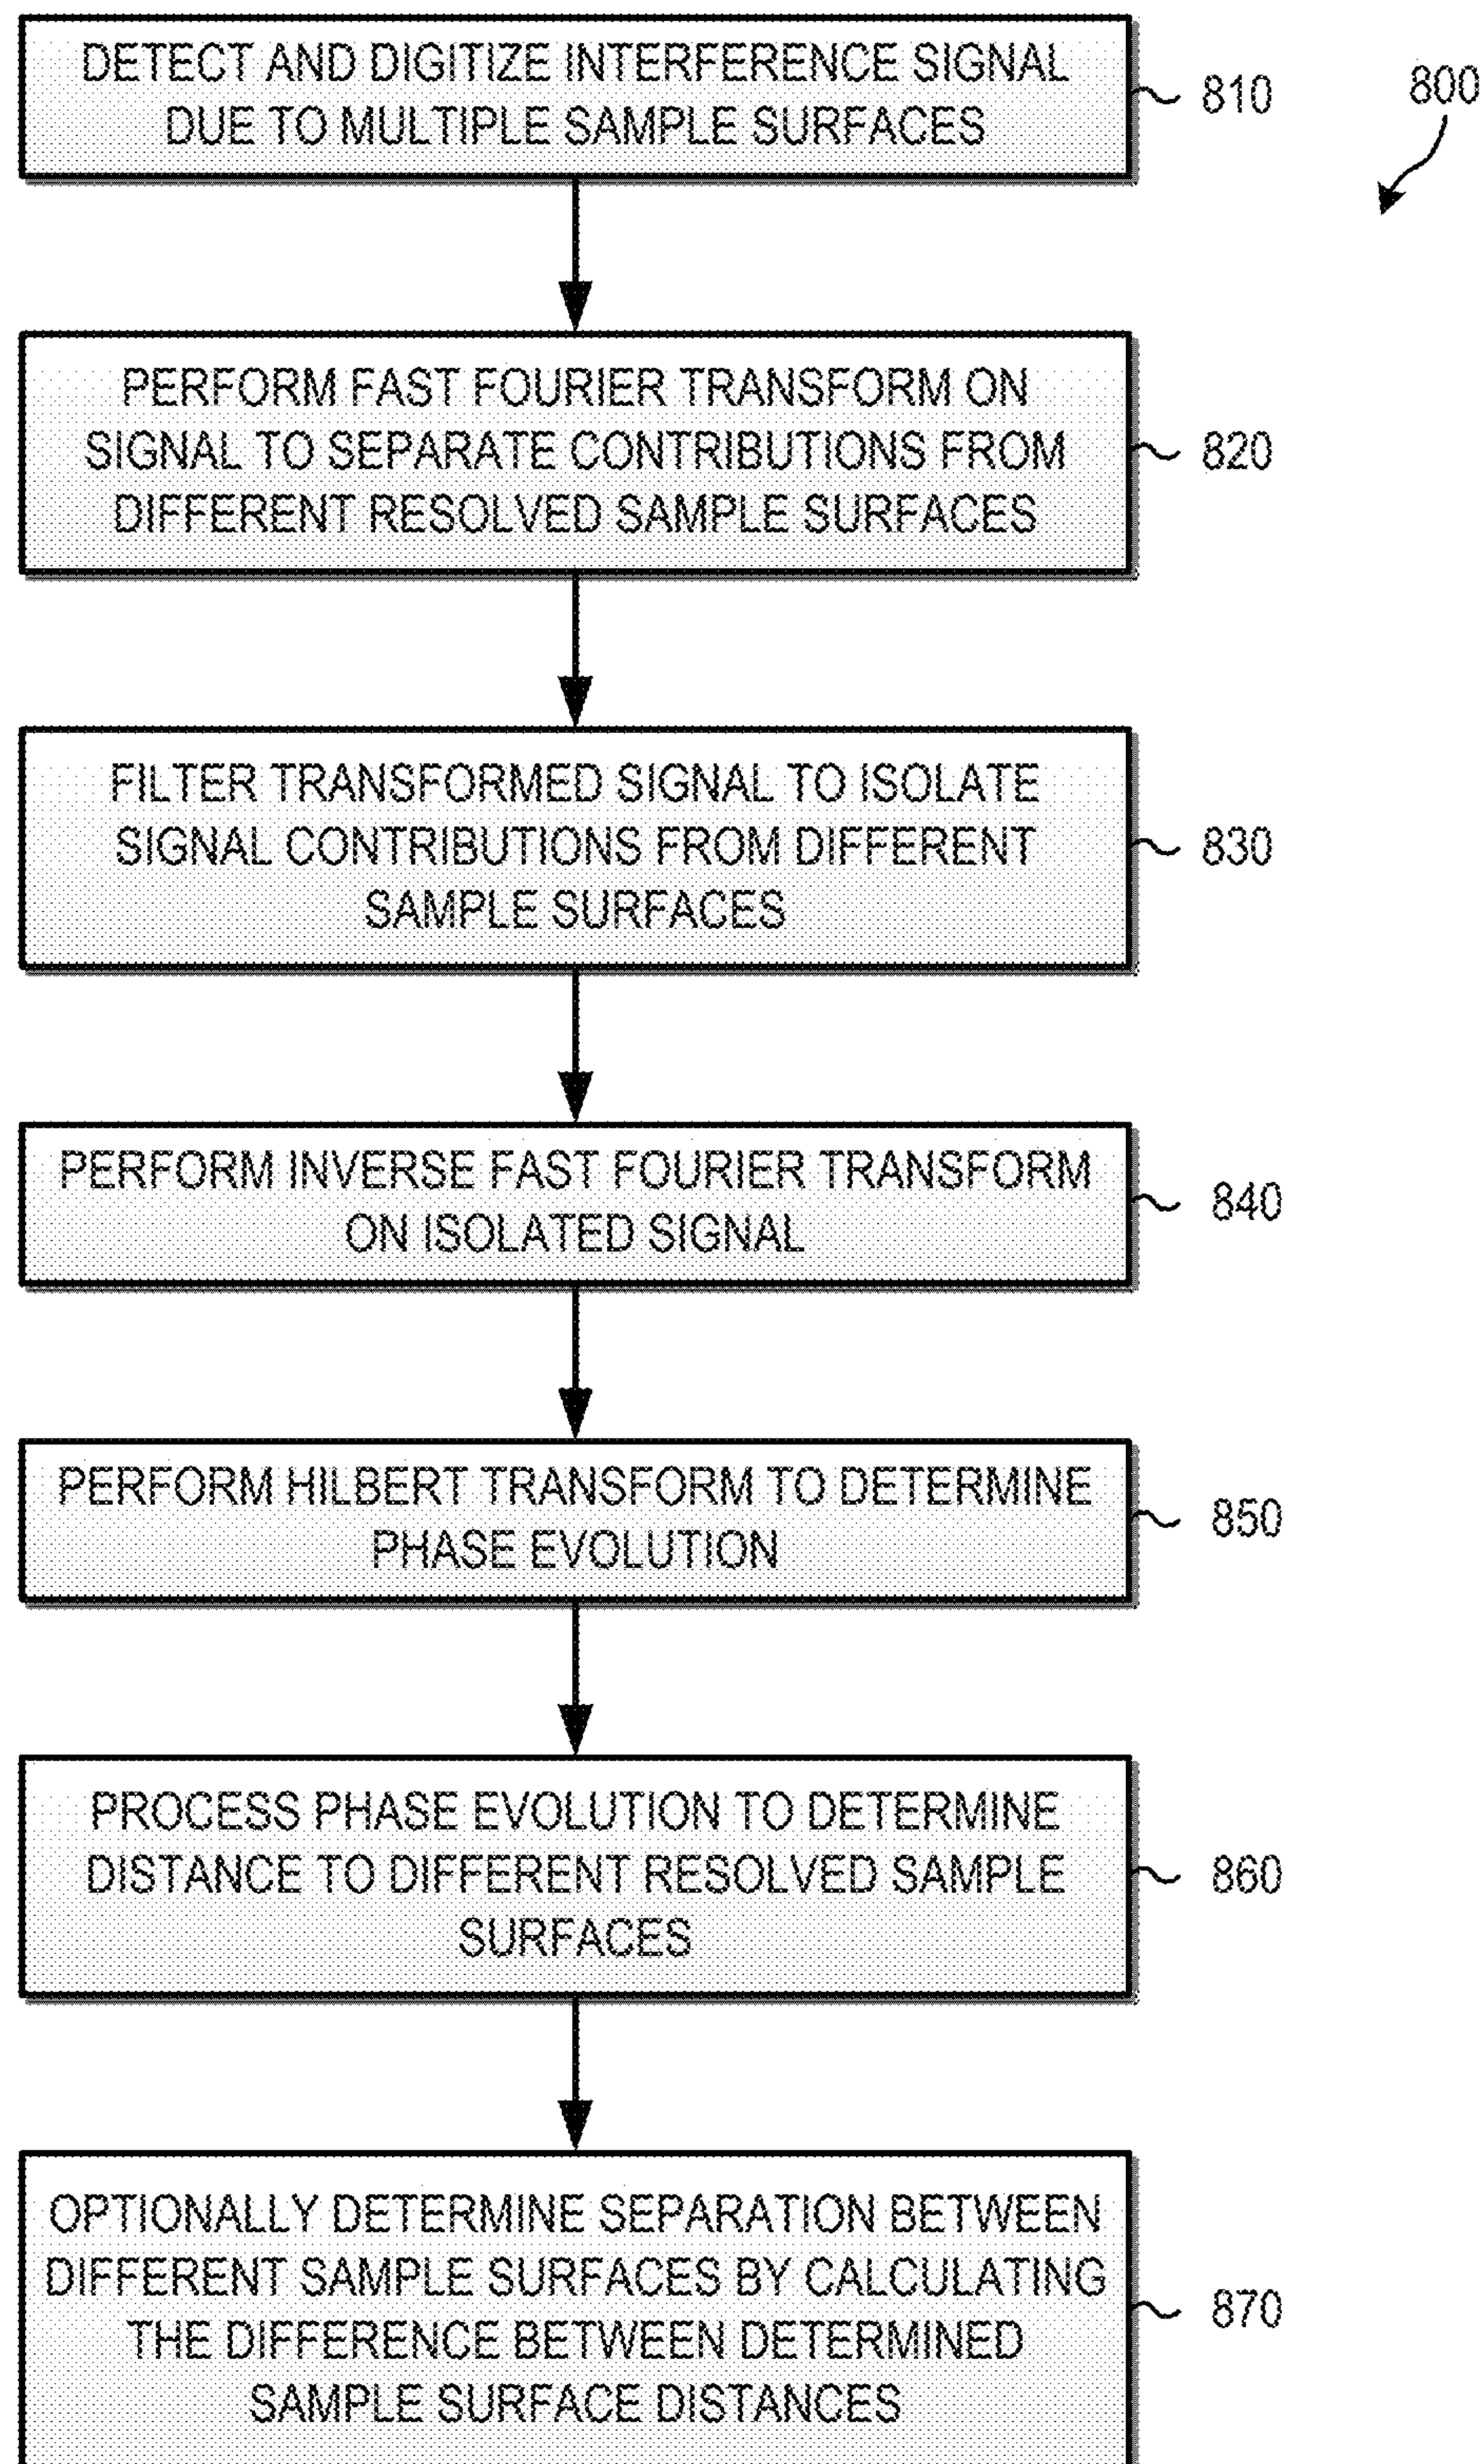 DETECT AND DIGITIZE INTERFERENCE SIGNAL
DUE TO MULTIPLE SAMPLE SURFACES
810
800
PERFORM FAST FOURIER TRANSFORM ON
SIGNAL TO SEPARATE CONTRIBUTIONS FROM
DIFFERENT RESOLVED SAMPLE SURFACES
820
FILTER TRANSFORMED SIGNAL TO ISOLATE
SIGNAL CONTRIBUTIONS FROM DIFFERENT
SAMPLE SURFACES
830
PERFORM INVERSE FAST FOURIER TRANSFORM
ON ISOLATED SIGNAL
840
PERFORM HILBERT TRANSFORM TO DETERMINE
PHASE EVOLUTION
850
PROCESS PHASE EVOLUTION TO DETERMINE
DISTANCE TO DIFFERENT RESOLVED SAMPLE
SURFACES
860
OPTIONALLY DETERMINE SEPARATION BETWEEN
DIFFERENT SAMPLE SURFACES BY CALCULATING
THE DIFFERENCE BETWEEN DETERMINED
SAMPLE SURFACE DISTANCES
870